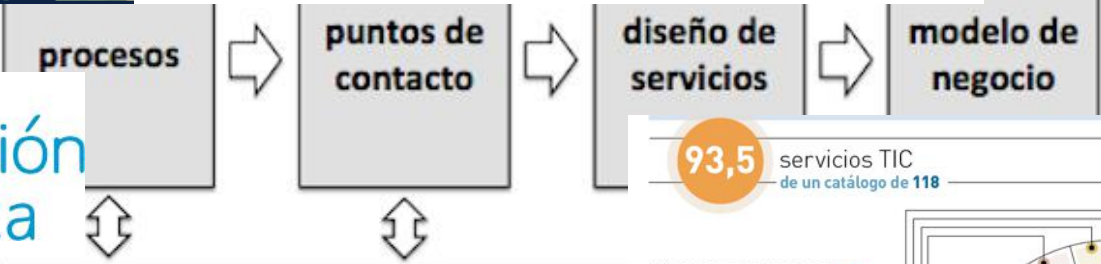 procesos
puntos de
contacto
diseño de
servicios
modelo de
negocio
93,5
servicios TIC
de un catálogo de 118